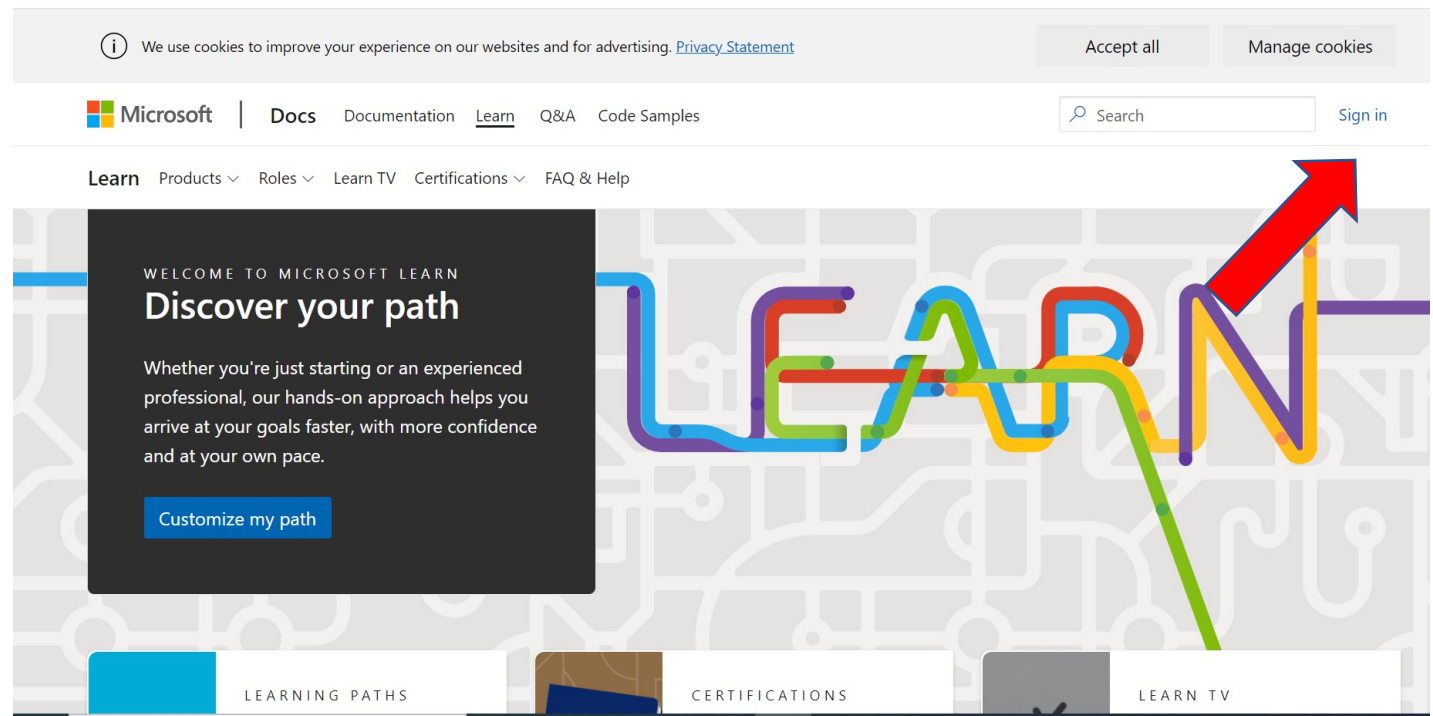 We use cookies to improve your experience on our websites and for advertising. Privacy Statement
Accept all
Manage cookies
Microsoft
Docs
Documentation
Learn
Q&A
Code Samples
Search
Sign in
Learn
Products
Roles
Learn TV
Certifications
FAQ & Help
WELCOME TO MICROSOFT LEARN
Discover your path
Whether you're just starting or an experienced
professional, our hands-on approach helps you
arrive at your goals faster, with more confidence
and at your own pace.
Customize my path
LEARN
LEARNING PATHS
CERTIFICATIONS
LEARN TV